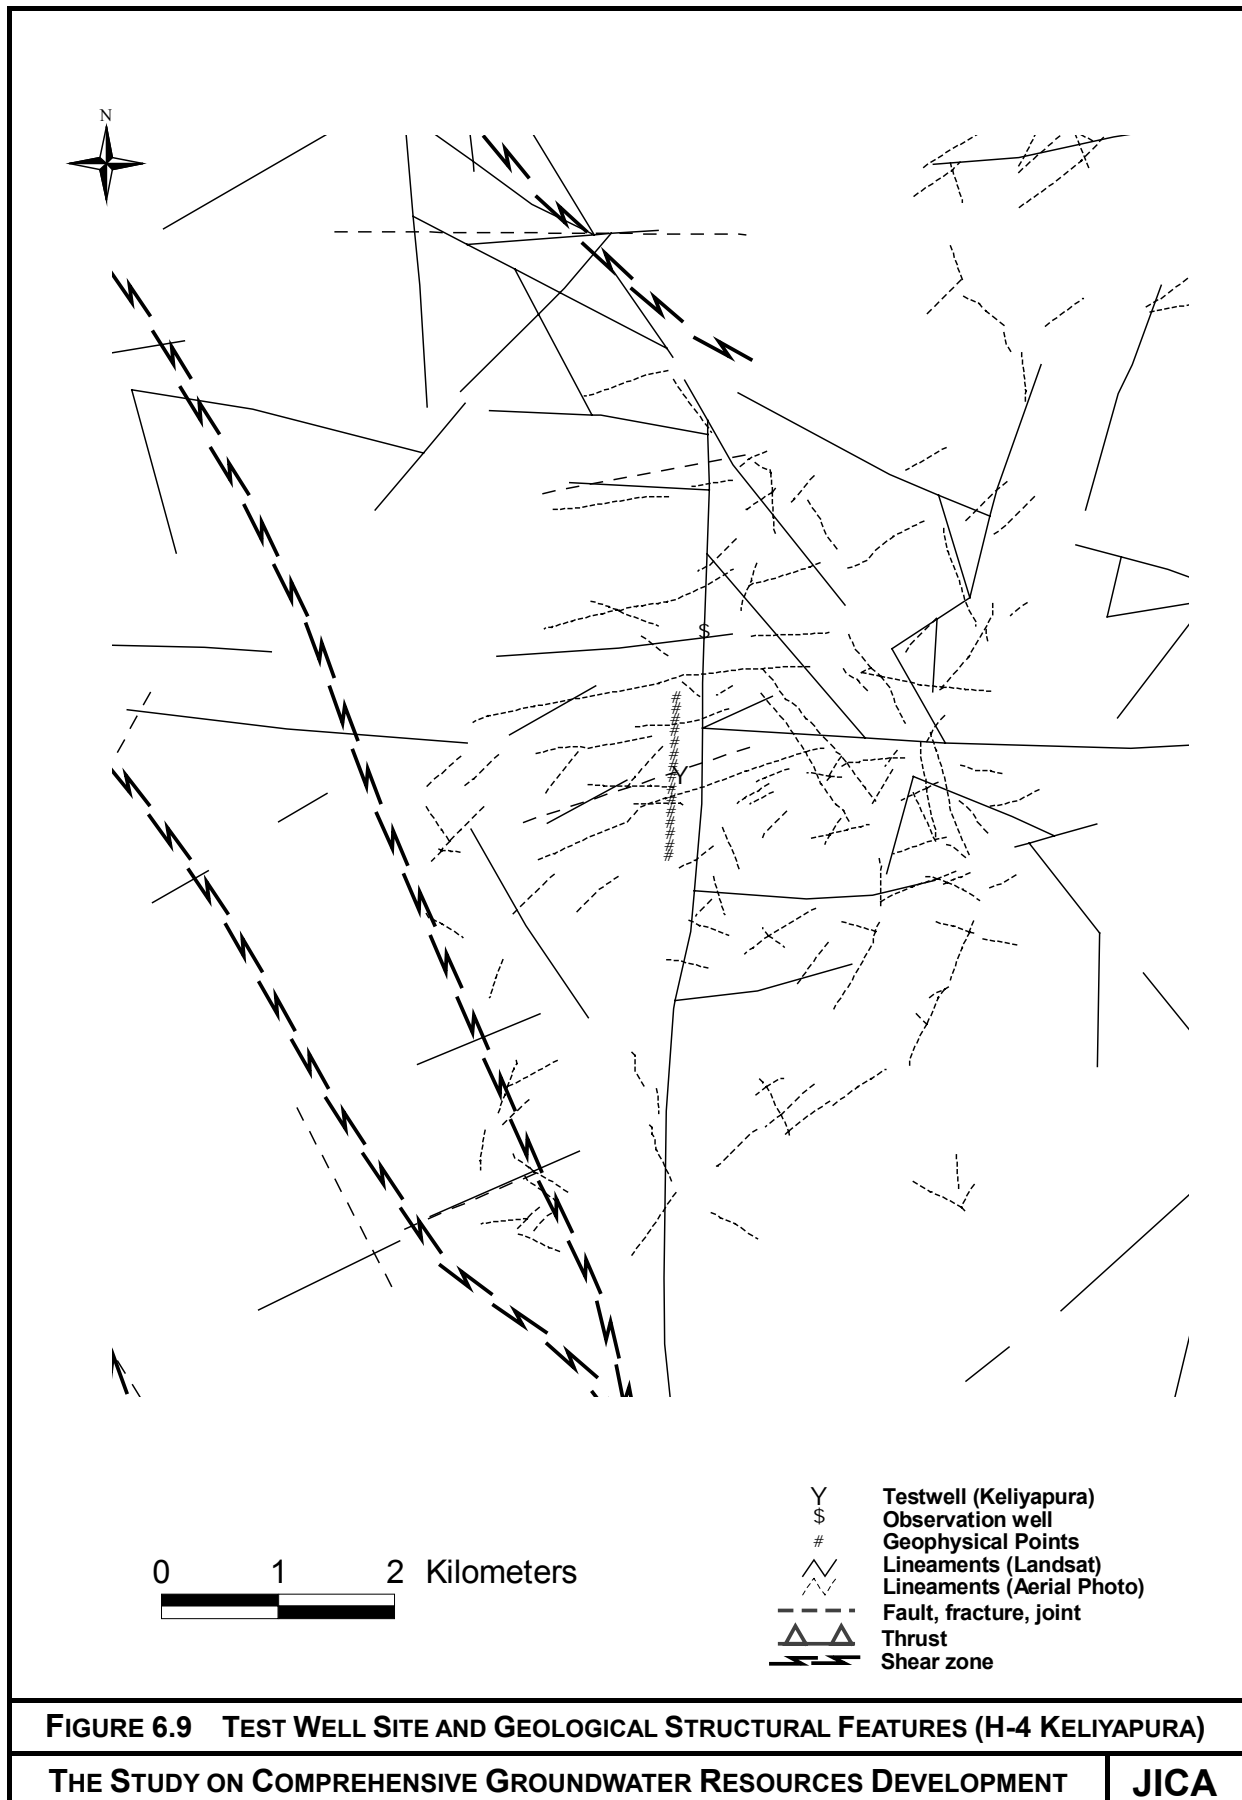 N
$
#
#
#
#
#
#
#
Y
#
#
#
#
#
#
#
#
Y Testwell (Keliyapura)
$ Observation well
# Geophysical Points
Lineaments (Landsat)
Lineaments (Aerial Photo)
Fault, fracture, joint
Thrust
Shear zone
0 1 2 Kilometers
FIGURE 6.9 TEST WELL SITE AND GEOLOGICAL STRUCTURAL FEATURES (H-4 KELIYAPURA)
THE STUDY ON COMPREHENSIVE GROUNDWATER RESOURCES DEVELOPMENT JICA